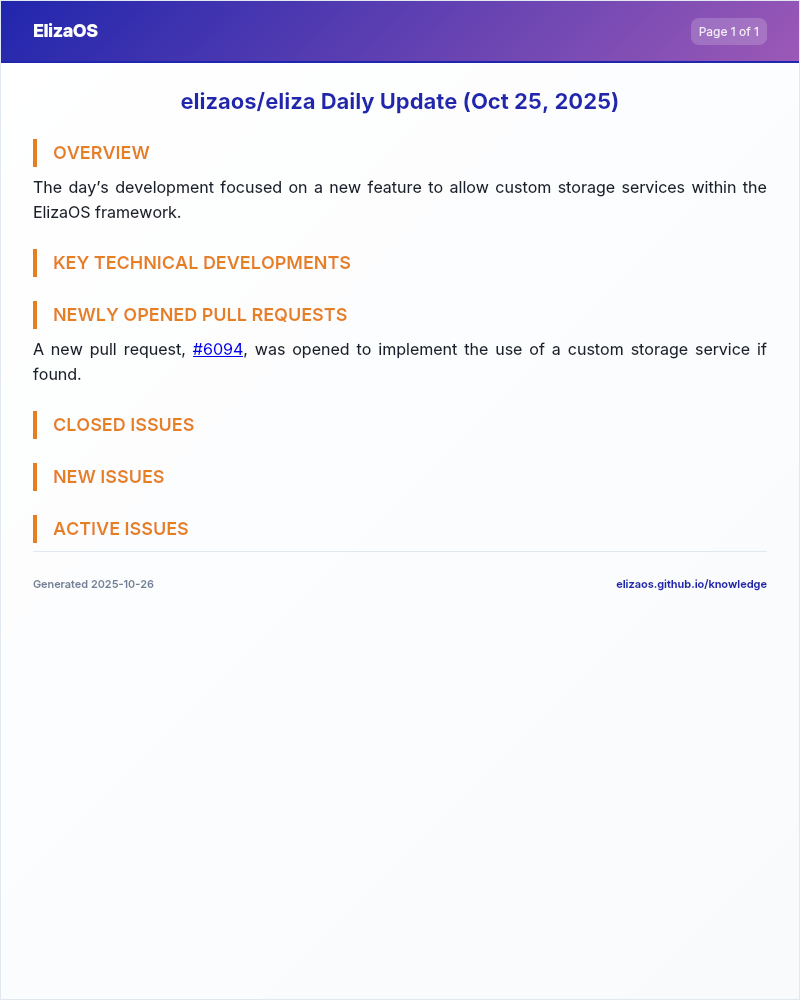 ElizaOS
Page 1 of 1
elizaos/eliza Daily Update (Oct 25, 2025)
OVERVIEW
The day's development focused on a new feature to allow custom storage services within the
ElizaOS framework.
KEY TECHNICAL DEVELOPMENTS
NEWLY OPENED PULL REQUESTS
A new pull request, #6094, was opened to implement the use of a custom storage service if
found.
CLOSED ISSUES
NEW ISSUES
ACTIVE ISSUES
Generated 2025-10-26
elizaos.github.io/knowledge